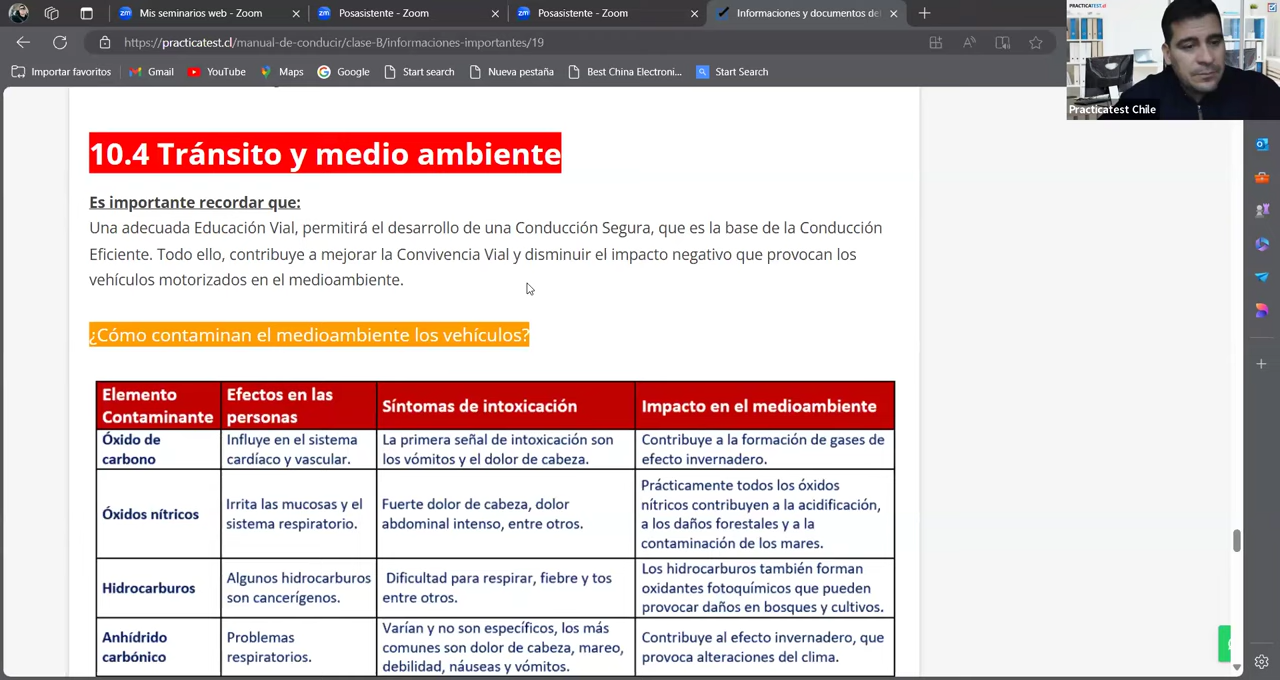 Mis seminarios web - Zoom
Posasistente - Zoom
Posasistente - Zoom
Informaciones y documentos de
https://practicatest.cl/manual-de-conducir/clase-B/informaciones-importantes/19
Importar favoritos
Gmail
YouTube
Maps
Google
Start search
Nueva pestaña
Best China Electroni...
Start Search
PRACTICATEST.cl
Practicatest Chile
10.4 Tránsito y medio ambiente
Es importante recordar que:
Una adecuada Educación Vial, permitirá el desarrollo de una Conducción Segura, que es la base de la Conducción
Eficiente. Todo ello, contribuye a mejorar la Convivencia Vial y disminuir el impacto negativo que provocan los
vehículos motorizados en el medioambiente.
¿Cómo contaminan el medioambiente los vehículos?
Elemento
Contaminante
Efectos en las
personas
Síntomas de intoxicación
Impacto en el medioambiente
Óxido de
carbono
Influye en el sistema
cardíaco y vascular.
La primera señal de intoxicación son
los vómitos y el dolor de cabeza.
Contribuye a la formación de gases de
efecto invernadero.
Óxidos nítricos
Irrita las mucosas y el
sistema respiratorio.
Fuerte dolor de cabeza, dolor
abdominal intenso, entre otros.
Prácticamente todos los óxidos
nítricos contribuyen a la acidificación,
a los daños forestales y a la
contaminación de los mares.
Hidrocarburos
Algunos hidrocarburos
son cancerígenos.
Dificultad para respirar, fiebre y tos
entre otros.
Los hidrocarburos también forman
oxidantes fotoquímicos que pueden
provocar daños en bosques y cultivos.
Anhídrido
carbónico
Problemas
respiratorios.
Varían y no son específicos, los más
comunes son dolor de cabeza, mareo,
debilidad, náuseas y vómitos.
Contribuye al efecto invernadero, que
provoca alteraciones del clima.